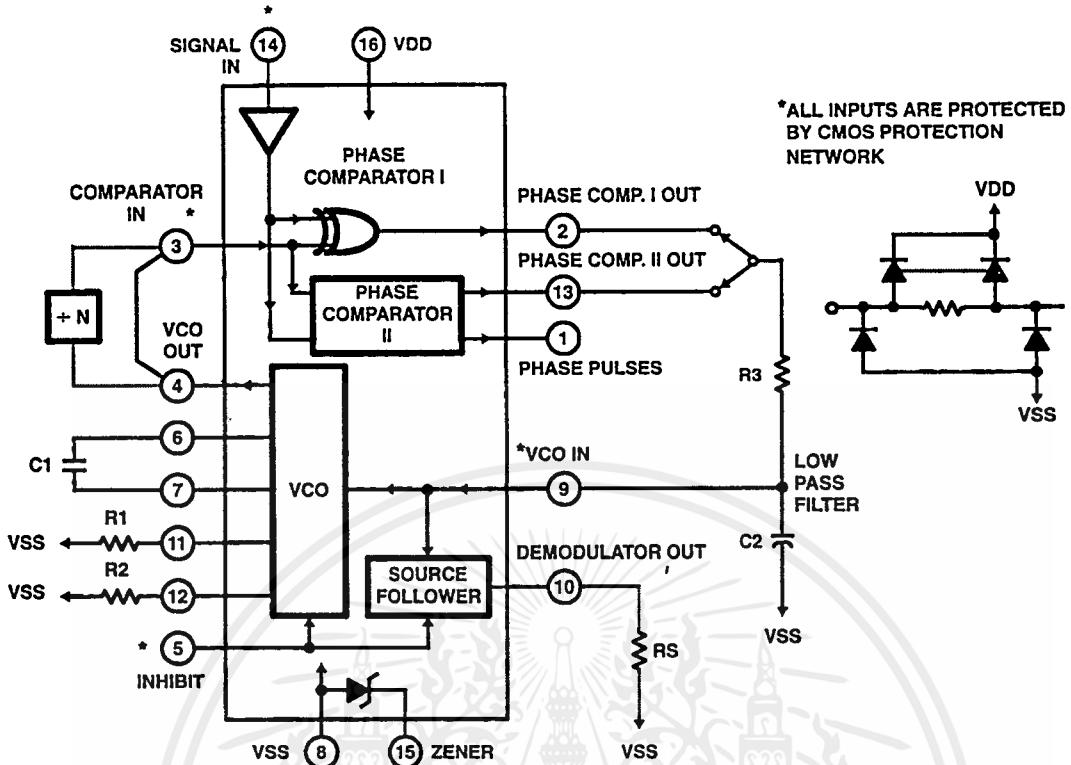 *
SIGNAL IN
14
16
VDD
*ALL INPUTS ARE PROTECTED
BY CMOS PROTECTION
NETWORK
PHASE
COMPARATOR I
VDD
COMPARATOR
IN *
3
PHASE COMP. I OUT
2
PHASE COMP. II OUT
13
÷ N
PHASE
COMPARATOR
II
1
PHASE PULSES
VCO
OUT
4
R3
VSS
6
C1
7
VCO
*VCO IN
9
LOW
PASS
FILTER
R1
VSS
11
C2
R2
VSS
12
DEMODULATOR OUT
10
SOURCE
FOLLOWER
VSS
* 5
INHIBIT
RS
VSS
8
15
ZENER
VSS